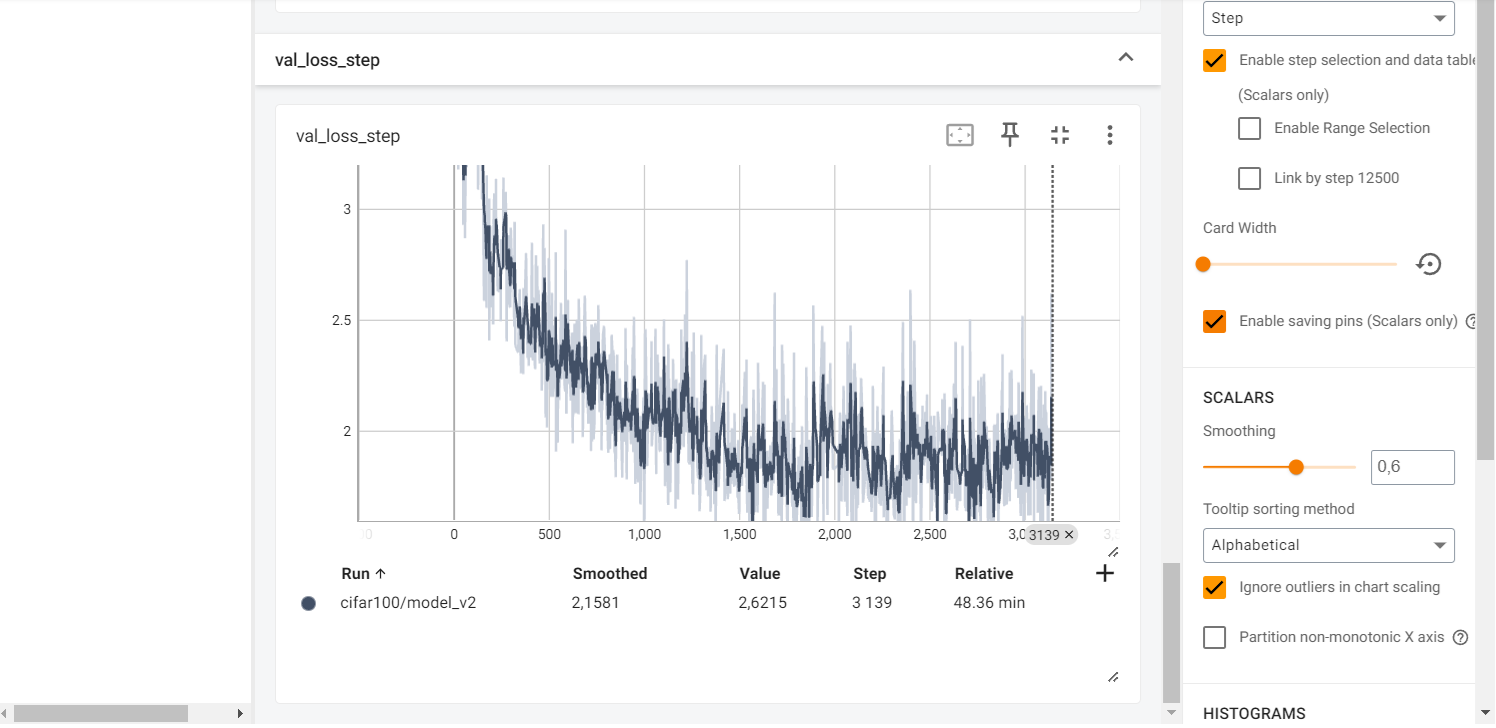 val_loss_step
val_loss_step
3
2.5
2
0 500 1,000 1,500 2,000 2,500 3139 ✕
Run ↑ Smoothed Value Step Relative
cifar100/model_v2 2,1581 2,6215 3 139 48.36 min
Step
Enable step selection and data table
(Scalars only)
Enable Range Selection
Link by step 12500
Card Width
Enable saving pins (Scalars only)
SCALARS
Smoothing
0,6
Tooltip sorting method
Alphabetical
Ignore outliers in chart scaling
Partition non-monotonic X axis
HISTOGRAMS